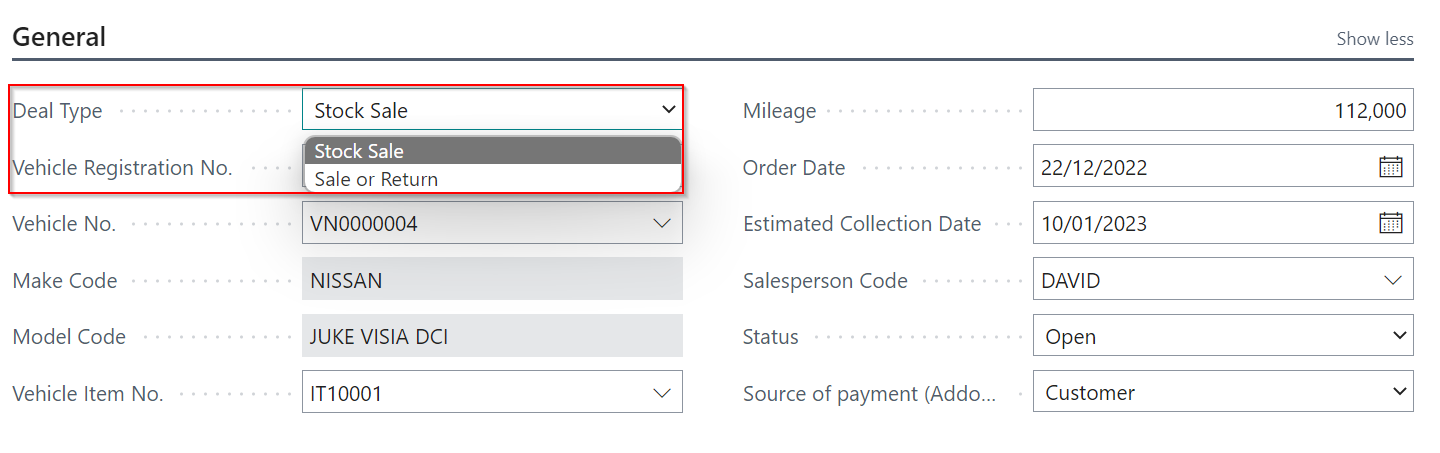 General
Show less
Deal Type
Stock Sale
Stock Sale
Sale or Return
Vehicle Registration No.
Vehicle No.
VN0000004
Make Code
NISSAN
Model Code
JUKE VISIA DCI
Vehicle Item No.
IT10001
Mileage
112,000
Order Date
22/12/2022
Estimated Collection Date
10/01/2023
Salesperson Code
DAVID
Status
Open
Source of payment (Addo...
Customer